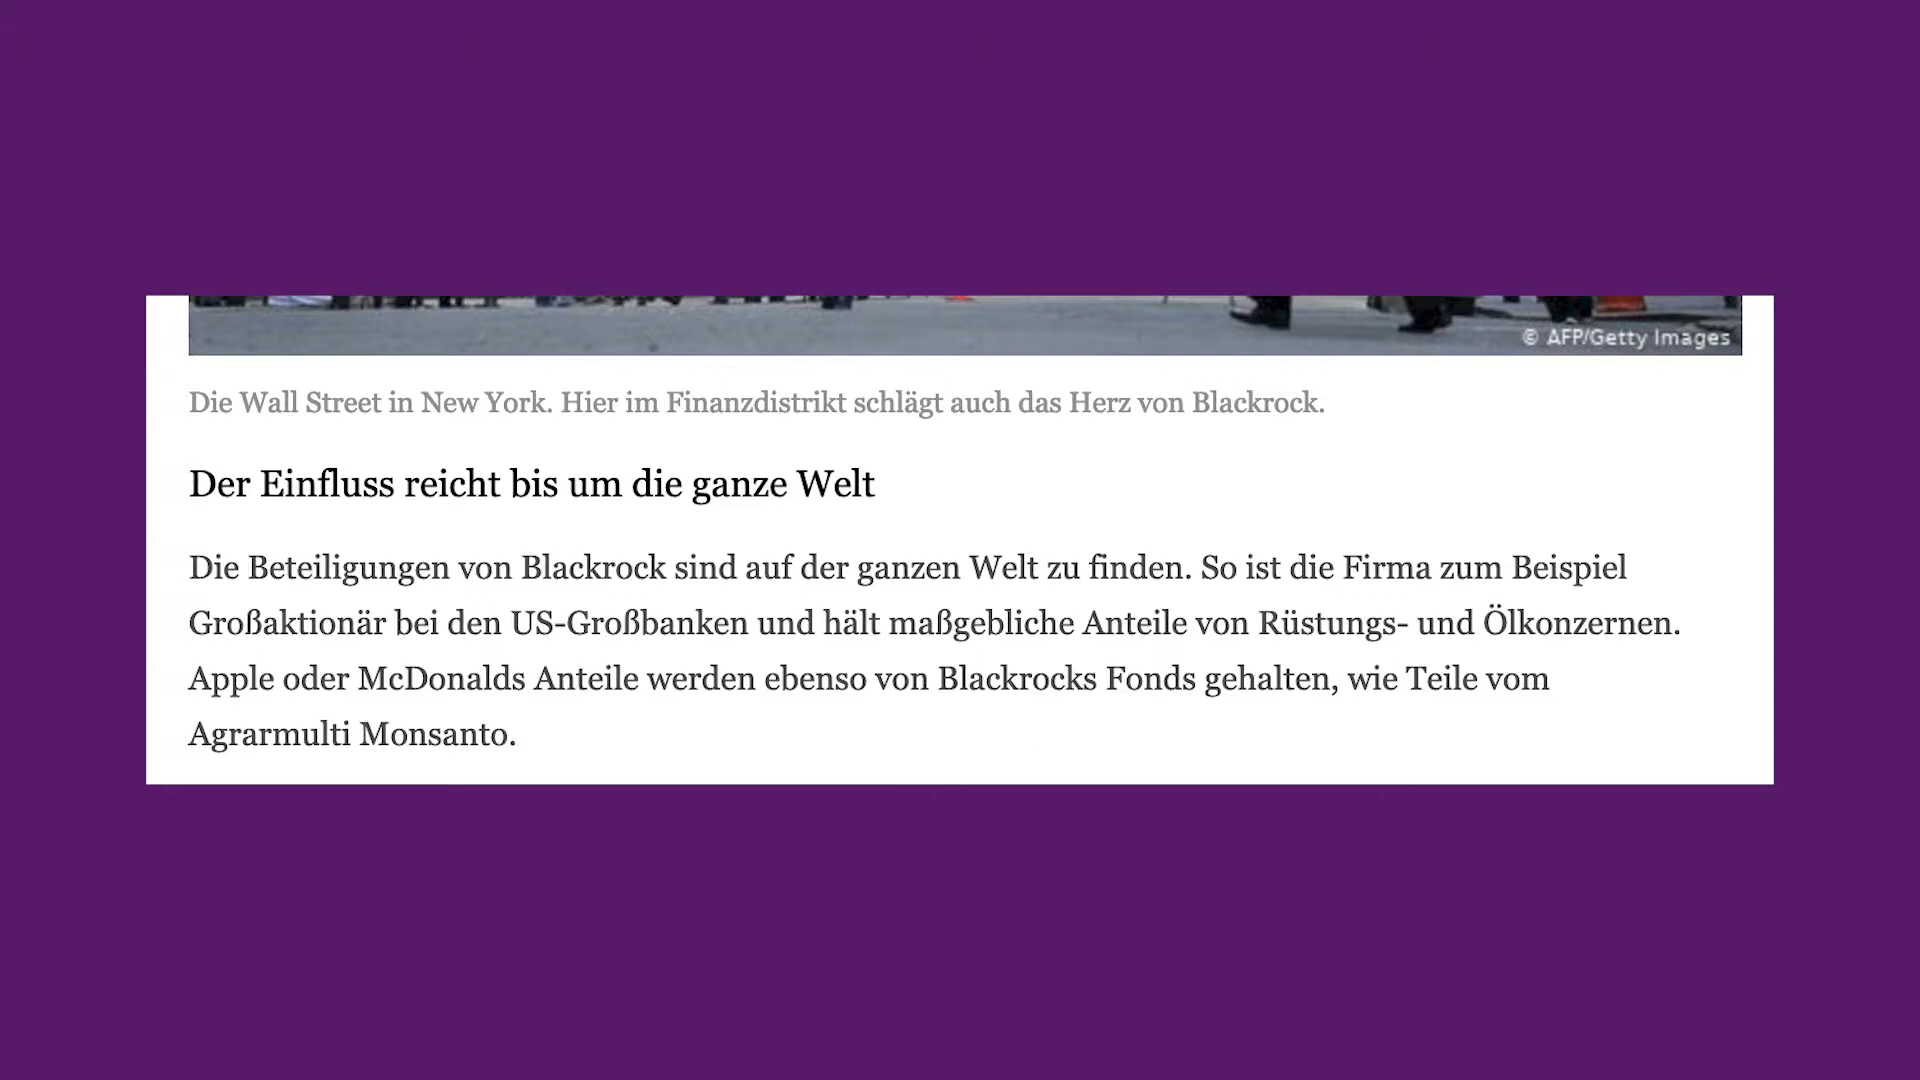 © AFP/Getty Images
Die Wall Street in New York. Hier im Finanzdistrikt schlägt auch das Herz von Blackrock.
Der Einfluss reicht bis um die ganze Welt
Die Beteiligungen von Blackrock sind auf der ganzen Welt zu finden. So ist die Firma zum Beispiel
Großaktionär bei den US-Großbanken und hält maßgebliche Anteile von Rüstungs- und Ölkonzernen.
Apple oder McDonalds Anteile werden ebenso von Blackrocks Fonds gehalten, wie Teile vom
Agrarmulti Monsanto.